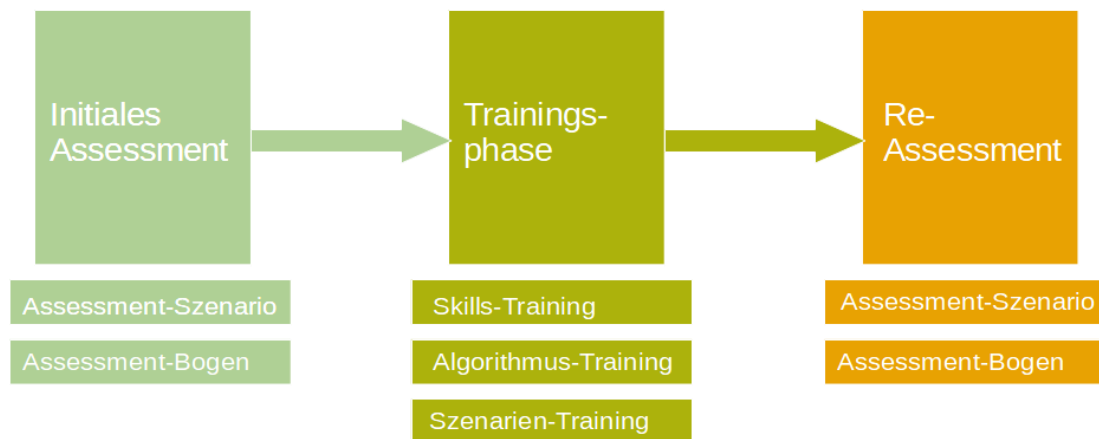 Initiales
Assessment
Trainings-
phase
Re-
Assessment
Assessment-Szenario
Assessment-Bogen
Skills-Training
Algorithmus-Training
Szenarien-Training
Assessment-Szenario
Assessment-Bogen